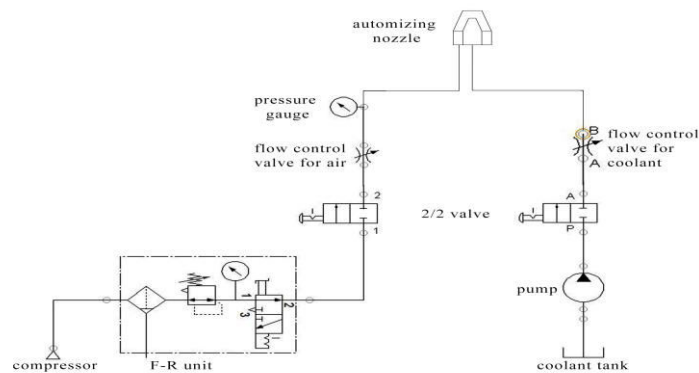 automizing
nozzle
pressure
gauge
flow control
valve for air
B
flow control
valve for
coolant
A
2
2/2 valve
A
1
P
1
2
3
pump
compressor
F-R unit
coolant tank